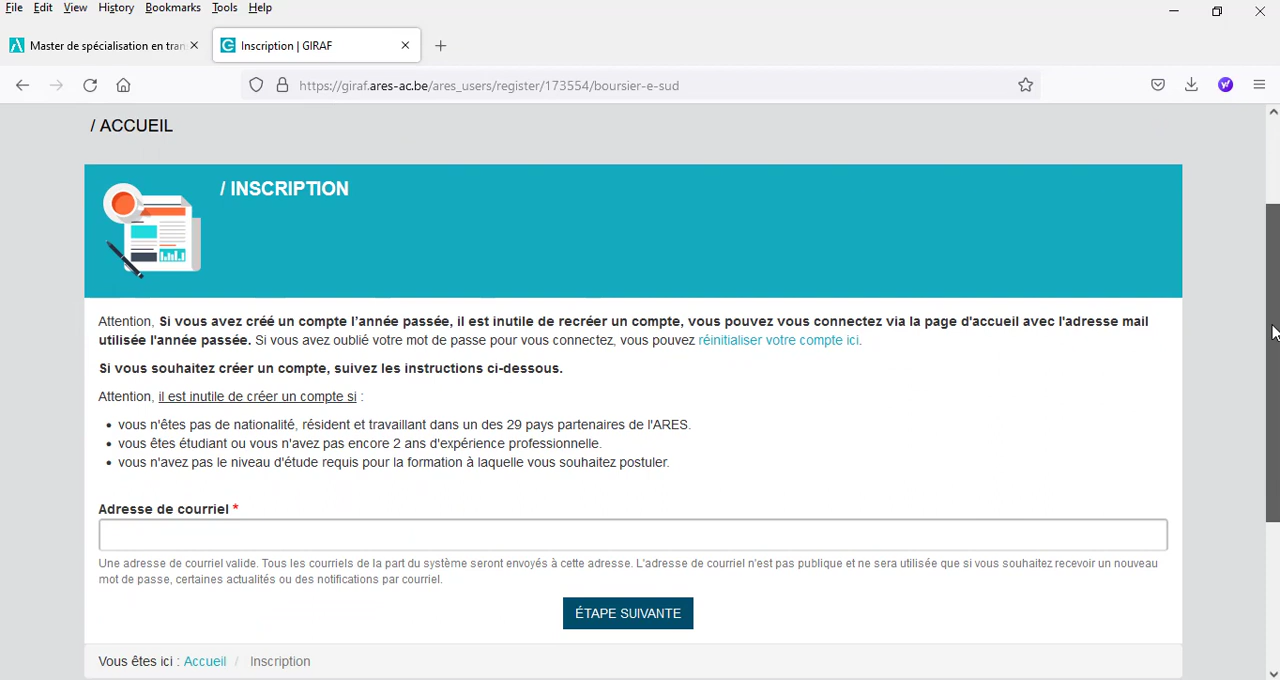 File Edit View History Bookmarks Tools Help
Master de spécialisation en tran
Inscription | GIRAF
https://giraf.ares-ac.be/ares_users/register/173554/boursier-e-sud
/ ACCUEIL
/ INSCRIPTION
Attention, Si vous avez créé un compte l'année passée, il est inutile de recréer un compte, vous pouvez vous connectez via la page d'accueil avec l'adresse mail
utilisée l'année passée. Si vous avez oublié votre mot de passe pour vous connectez, vous pouvez réinitialiser votre compte ici.
Si vous souhaitez créer un compte, suivez les instructions ci-dessous.
Attention, il est inutile de créer un compte si :
• vous n'êtes pas de nationalité, résident et travaillant dans un des 29 pays partenaires de l'ARES.
• vous êtes étudiant ou vous n'avez pas encore 2 ans d'expérience professionnelle.
• vous n'avez pas le niveau d'étude requis pour la formation à laquelle vous souhaitez postuler.
Adresse de courriel *
Une adresse de courriel valide. Tous les courriels de la part du système seront envoyés à cette adresse. L'adresse de courriel n'est pas publique et ne sera utilisée que si vous souhaitez recevoir un nouveau
mot de passe, certaines actualités ou des notifications par courriel.
ÉTAPE SUIVANTE
Vous êtes ici : Accueil / Inscription